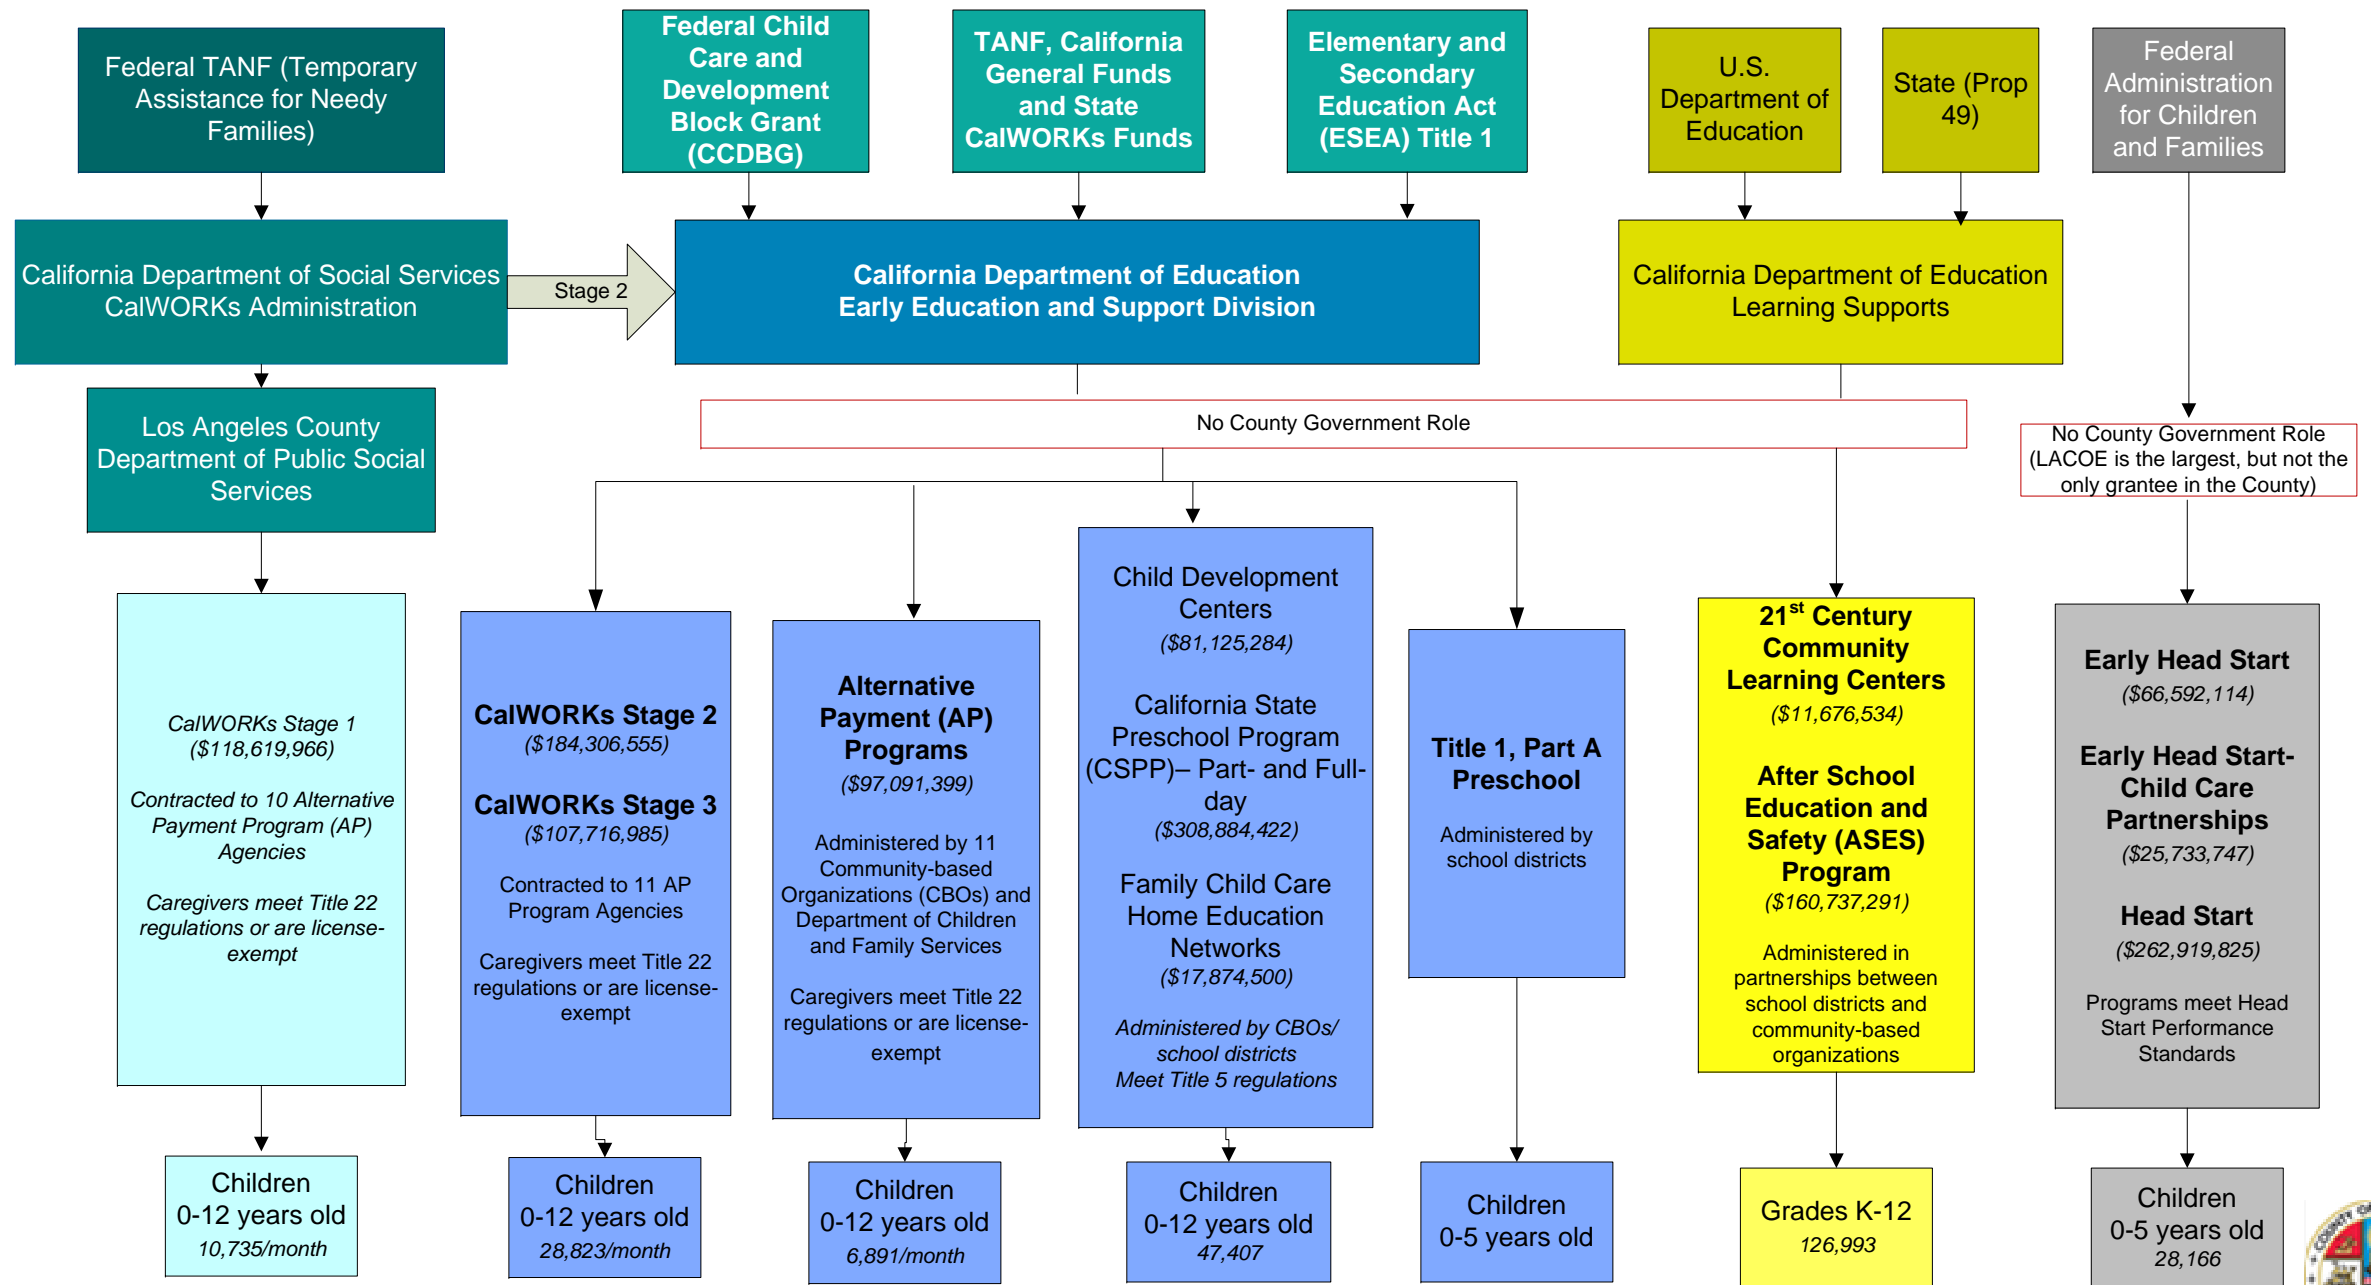 Federal TANF (Temporary
Assistance for Needy
Families)
Federal Child
Care and
Development
Block Grant
(CCDBG)
TANF, California
General Funds
and State
CalWORKs Funds
Elementary and
Secondary
Education Act
(ESEA) Title 1
U.S.
Department of
Education
State (Prop
49)
Federal
Administration
for Children
and Families
California Department of Social Services
CalWORKs Administration
Stage 2
California Department of Education
Early Education and Support Division
California Department of Education
Learning Supports
Los Angeles County
Department of Public Social
Services
No County Government Role
No County Government Role
(LACOE is the largest, but not the
only grantee in the County)
CalWORKs Stage 1
($118,619,966)
Contracted to 10 Alternative
Payment Program (AP)
Agencies
Caregivers meet Title 22
regulations or are license-
exempt
CalWORKs Stage 2
($184,306,555)
CalWORKs Stage 3
($107,716,985)
Contracted to 11 AP
Program Agencies
Caregivers meet Title 22
regulations or are license-
exempt
Alternative
Payment (AP)
Programs
($97,091,399)
Administered by 11
Community-based
Organizations (CBOs) and
Department of Children
and Family Services
Caregivers meet Title 22
regulations or are license-
exempt
Child Development
Centers
($81,125,284)
California State
Preschool Program
(CSPP)– Part- and Full-
day
($308,884,422)
Family Child Care
Home Education
Networks
($17,874,500)
Administered by CBOs/
school districts
Meet Title 5 regulations
Title 1, Part A
Preschool
Administered by
school districts
21st Century
Community
Learning Centers
($11,676,534)
After School
Education and
Safety (ASES)
Program
($160,737,291)
Administered in
partnerships between
school districts and
community-based
organizations
Early Head Start
($66,592,114)
Early Head Start-
Child Care
Partnerships
($25,733,747)
Head Start
($262,919,825)
Programs meet Head
Start Performance
Standards
Children
0-12 years old
10,735/month
Children
0-12 years old
28,823/month
Children
0-12 years old
6,891/month
Children
0-12 years old
47,407
Children
0-5 years old
Grades K-12
126,993
Children
0-5 years old
28,166